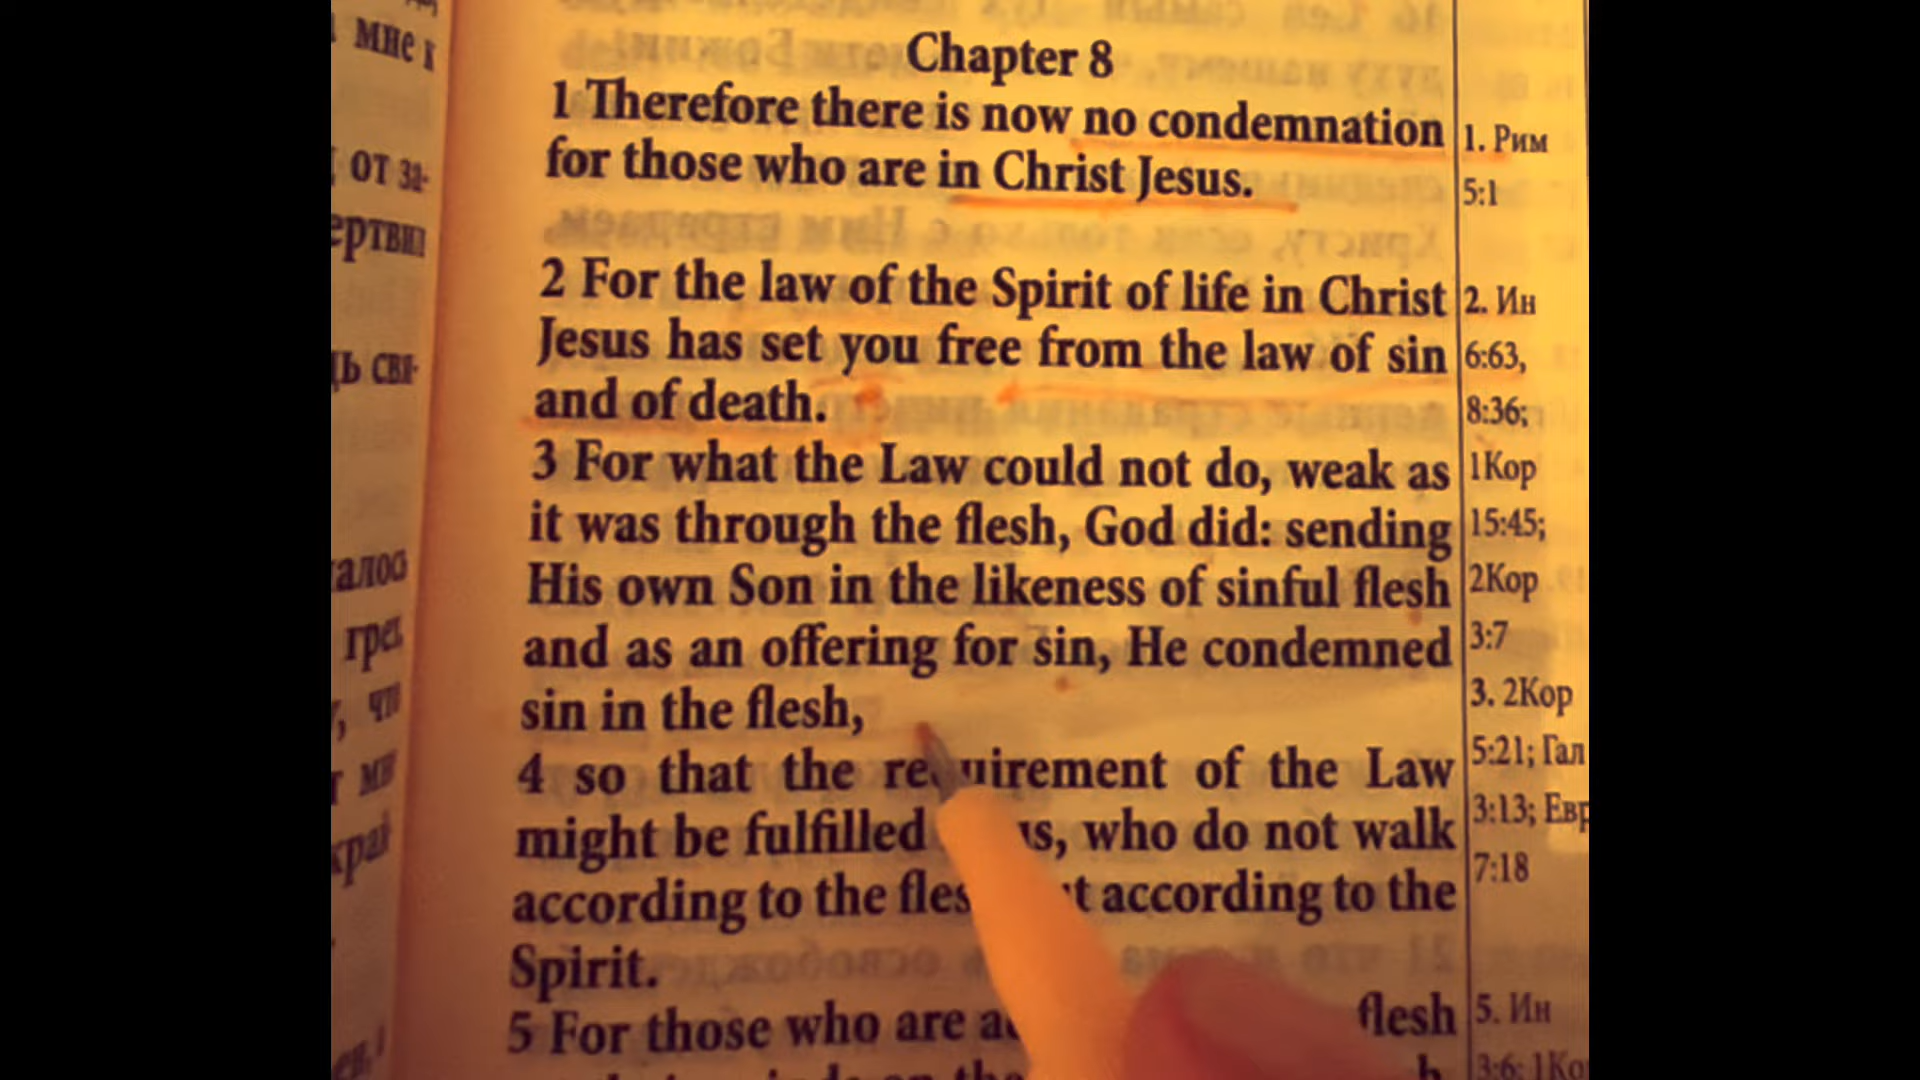 мне
Chapter 8
1 Therefore there is now no condemnation
for those who are in Christ Jesus.
2 For the law of the Spirit of life in Christ
Jesus has set you free from the law of sin
and of death.
3 For what the Law could not do, weak as
it was through the flesh, God did: sending
His own Son in the likeness of sinful flesh
and as an offering for sin, He condemned
sin in the flesh,
4 so that the requirement of the Law
might be fulfilled us, who do not walk
according to the according to the
Spirit.
5 For those who are flesh
the
1. Рим
5:1
2. Ин
6:63,
8:36;
1Кор
15:45;
2Кор
3:7
3. 2Кор
5:21; Гал
3:13; Евр
7:18
5. Ин
3:6; 1Ко
от за-